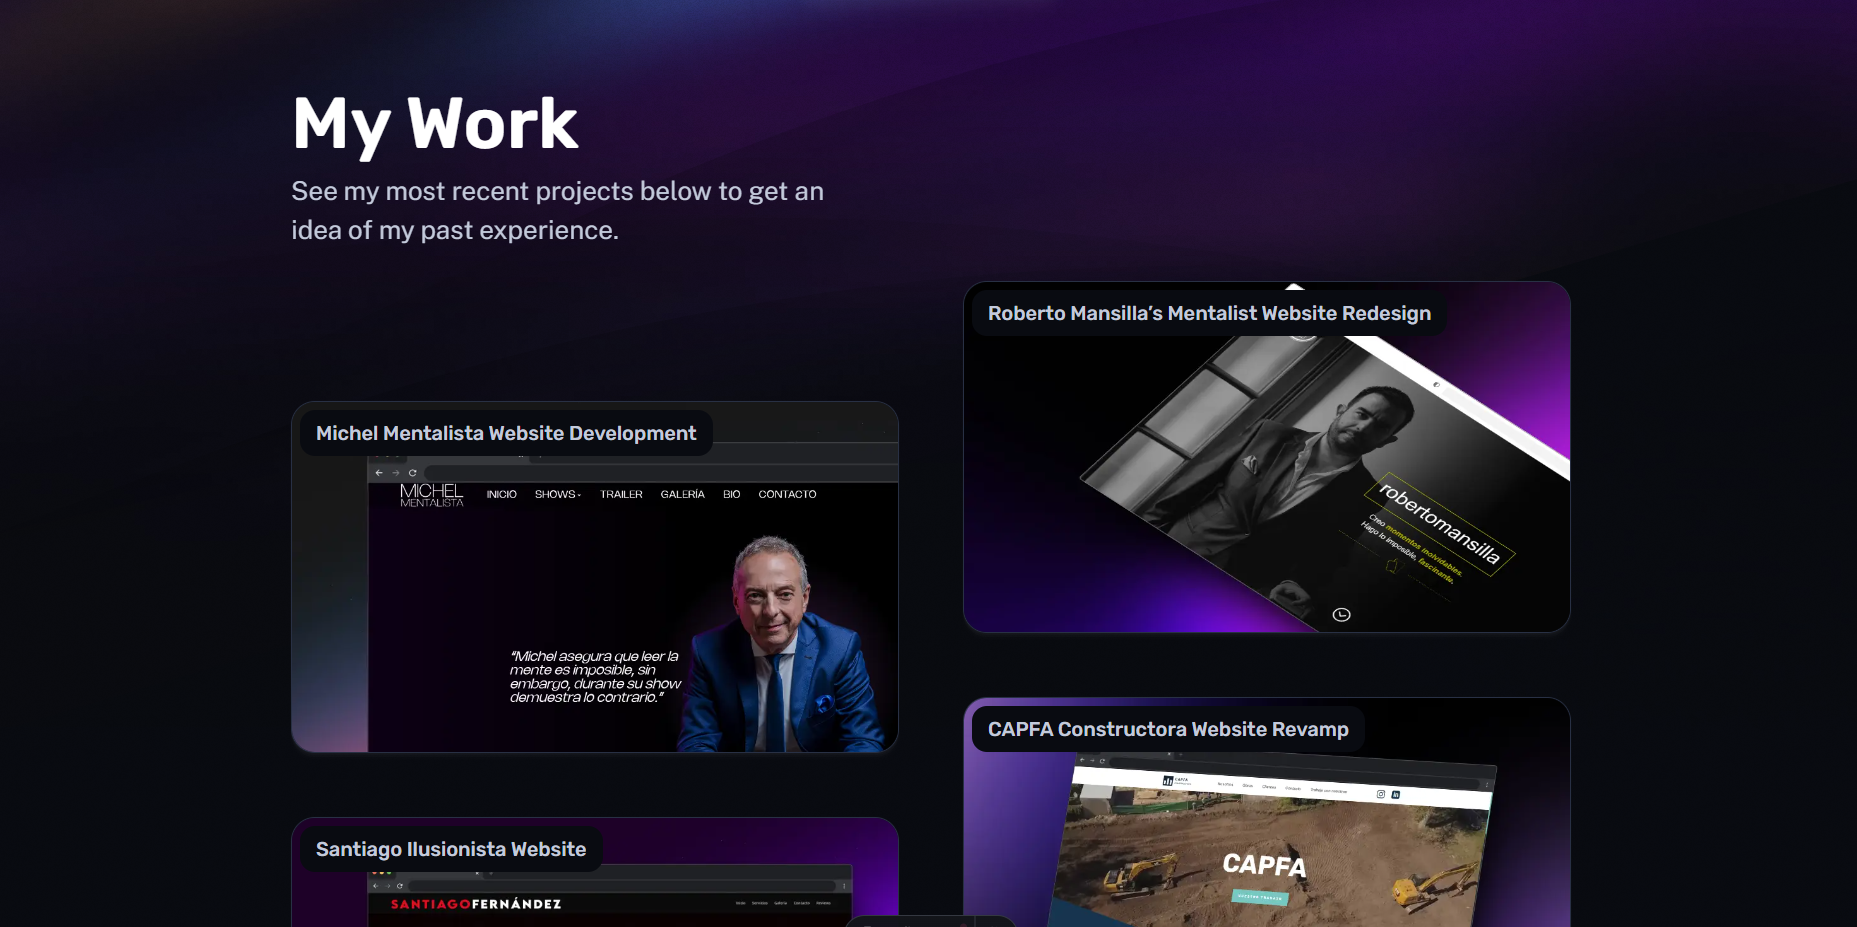 My Work
See my most recent projects below to get an
idea of my past experience.
Roberto Mansilla’s Mentalist Website Redesign
robertomansilla
Creo momentos inolvidables.
Hago lo imposible, fascinante.
Michel Mentalista Website Development
MICHEL
MENTALISTA
INICIO SHOWS TRAILER GALERÍA BIO CONTACTO
“Michel asegura que leer la
mente es imposible, sin
embargo, durante su show
demuestra lo contrario.”
CAPFA Constructora Website Revamp
CAPFA
CAPFA
Santiago Ilusionista Website
SANTIAGOFERNÁNDEZ